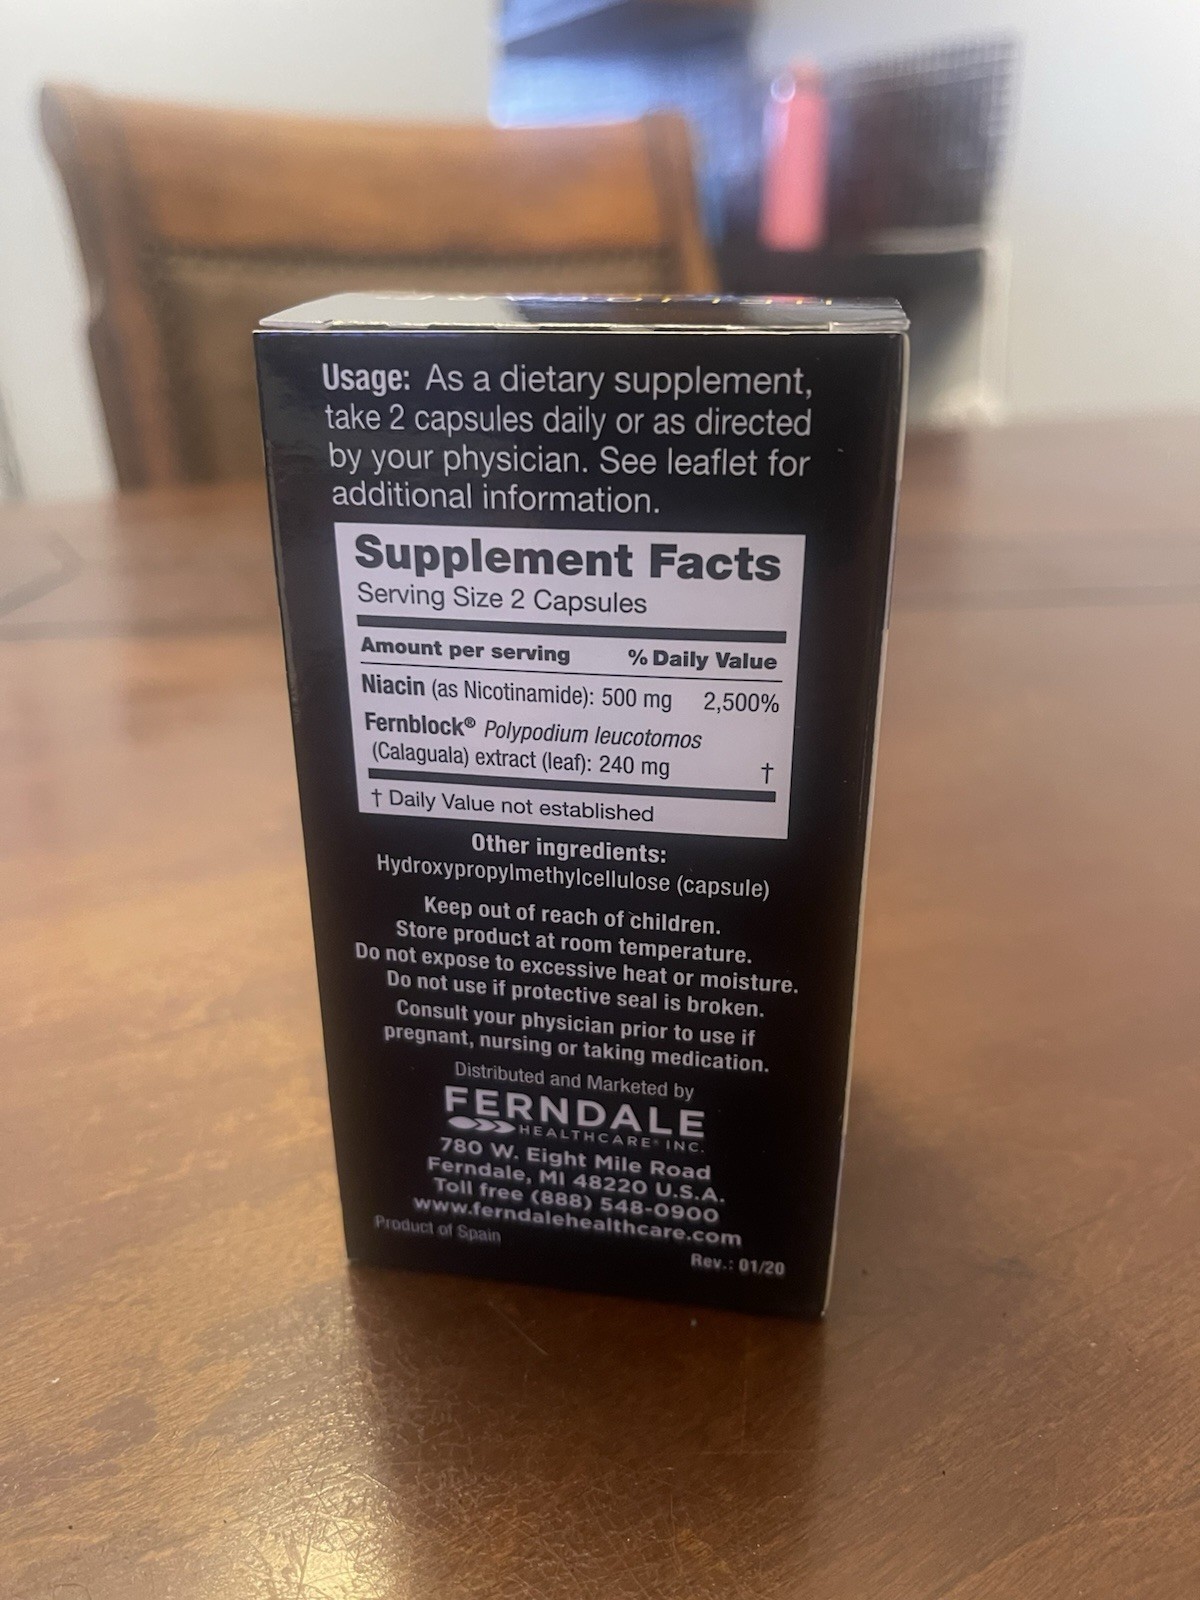 Usage: As a dietary supplement,
take 2 capsules daily or as directed
by your physician. See leaflet for
additional information.
Supplement Facts
Serving Size 2 Capsules
Amount per serving % Daily Value
Niacin (as Nicotinamide): 500 mg 2,500%
Fernblock® Polypodium leucotomos
(Calaguala) extract (leaf): 240 mg †
† Daily Value not established
Other ingredients:
Hydroxypropylmethylcellulose (capsule)
Keep out of reach of children.
Store product at room temperature.
Do not expose to excessive heat or moisture.
Do not use if protective seal is broken.
Consult your physician prior to use if
pregnant, nursing or taking medication.
Distributed and Marketed by
FERNDALE
HEALTHCARE® INC.
780 W. Eight Mile Road
Ferndale, MI 48220 U.S.A.
Toll free (888) 548-0900
www.ferndalehealthcare.com
Product of Spain
Rev.: 01/20